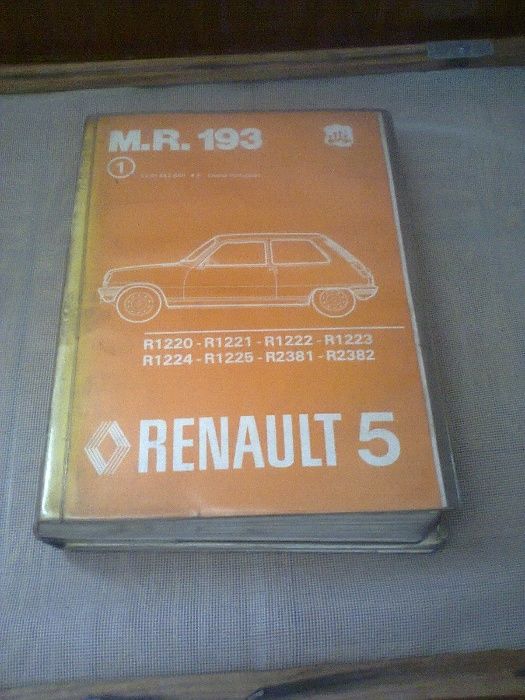 M.R. 193
1
R1220 - R1221 - R1222 - R1223
R1224 - R1225 - R2381 - R2382
RENAULT 5